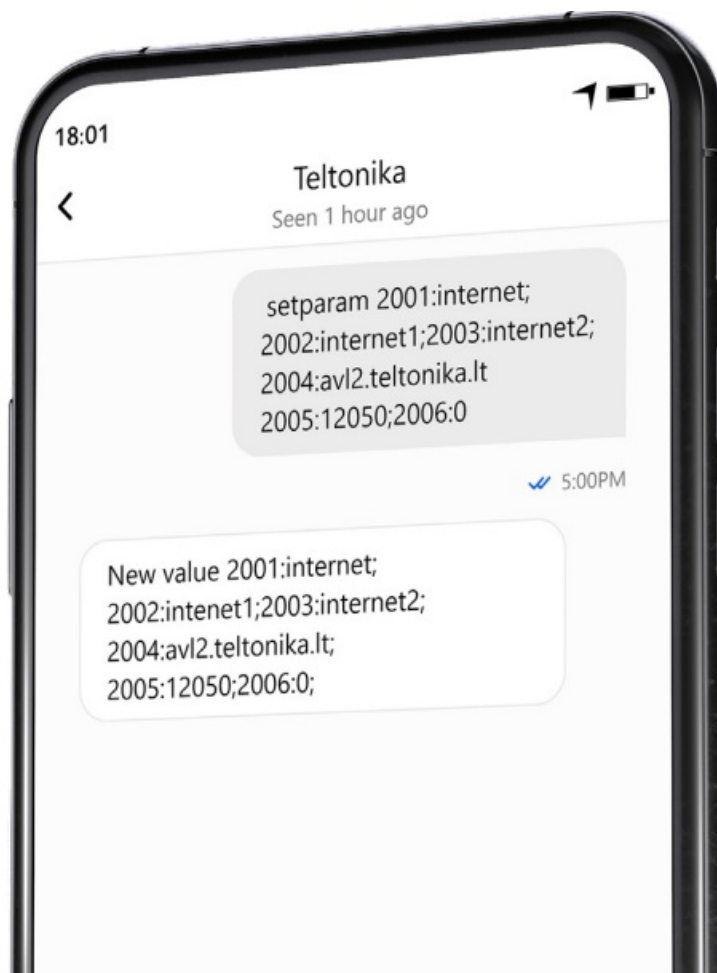 18:01
Teltonika
Seen 1 hour ago
setparam 2001:internet;
2002:internet1;2003:internet2;
2004:avl2.teltonika.lt
2005:12050;2006:0
5:00PM
New value 2001:internet;
2002:intenet1;2003:internet2;
2004:avl2.teltonika.lt;
2005:12050;2006:0;